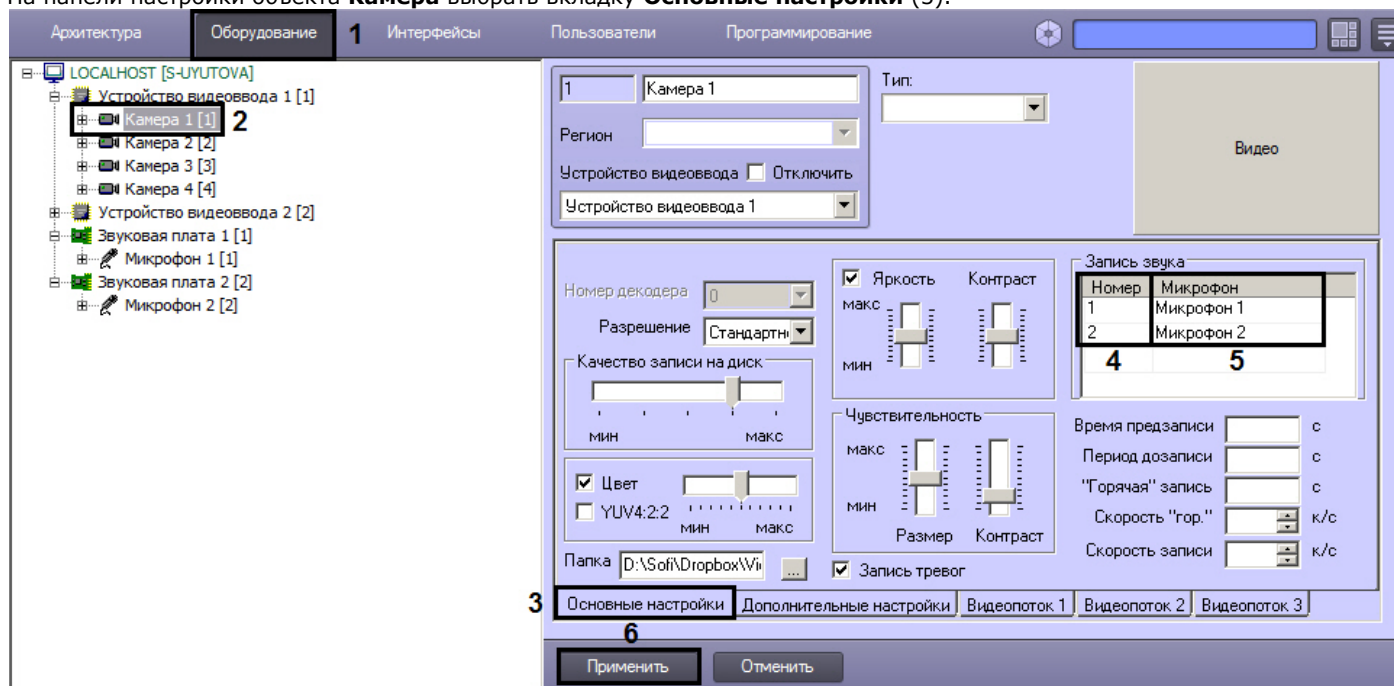 На панели настройки объекта Камера выбрать вкладку Основные настройки (3).
Архитектура Оборудование 1 Интерфейсы Пользователи Программирование
LOCALHOST [S-UYUTOVA]
Устройство видеоввода 1 [1]
Камера 1 [1] 2
Камера 2 [2]
Камера 3 [3]
Камера 4 [4]
Устройство видеоввода 2 [2]
Звуковая плата 1 [1]
Микрофон 1 [1]
Звуковая плата 2 [2]
Микрофон 2 [2]
1 Камера 1
Регион
Устройство видеоввода Отключить
Устройство видеоввода 1
Тип:
Видео
Номер декодера 0
Разрешение Стандартн
Качество записи на диск
мин макс
Цвет
YUV4:2:2
мин макс
Папка D:\Sofi\Dropbox\Vi ...
Яркость Контраст
макс
мин
Чувствительность
макс
мин
Размер Контраст
Запись тревог
Запись звука
Номер Микрофон
1 Микрофон 1
2 Микрофон 2
4 5
Время предзаписи с
Период дозаписи с
"Горячая" запись с
Скорость "гор." к/с
Скорость записи к/с
3 Основные настройки Дополнительные настройки Видеопоток 1 Видеопоток 2 Видеопоток 3
6
Применить Отменить